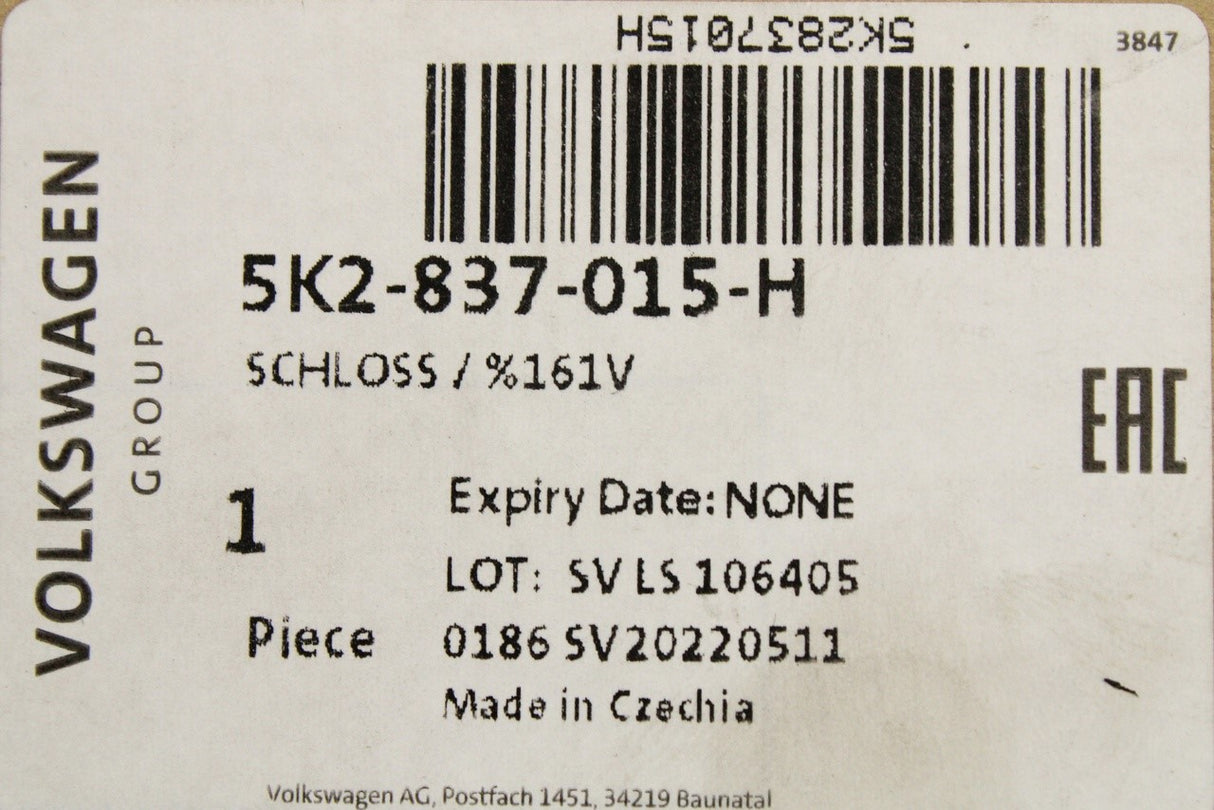 5K2837015H
3847
VOLKSWAGEN
GROUP
5K2-837-015-H
SCHLOSS / %161V
EAC
1
Piece
Expiry Date: NONE
LOT: SV LS 106405
0186 SV20220511
Made in Czechia
Volkswagen AG, Postfach 1451, 34219 Baunatal